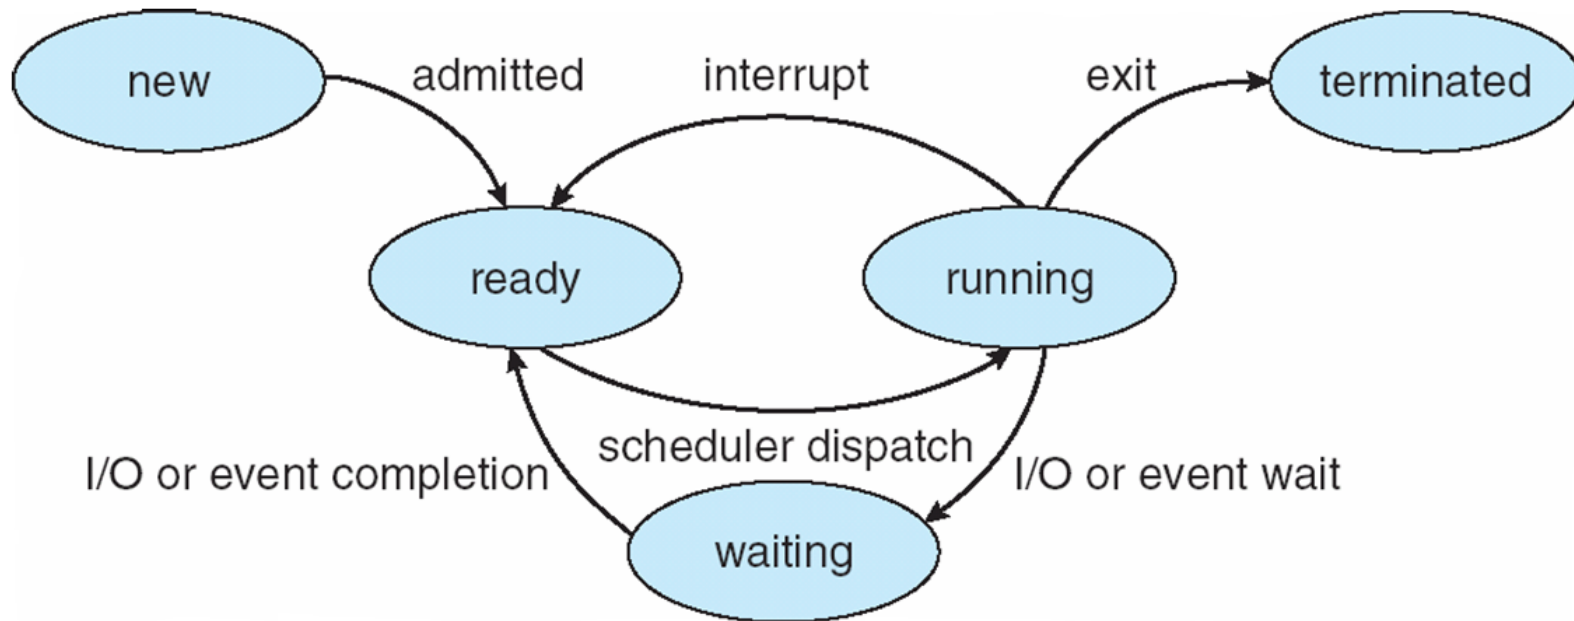 new
admitted
interrupt
exit
terminated
ready
running
scheduler dispatch
I/O or event completion
I/O or event wait
waiting